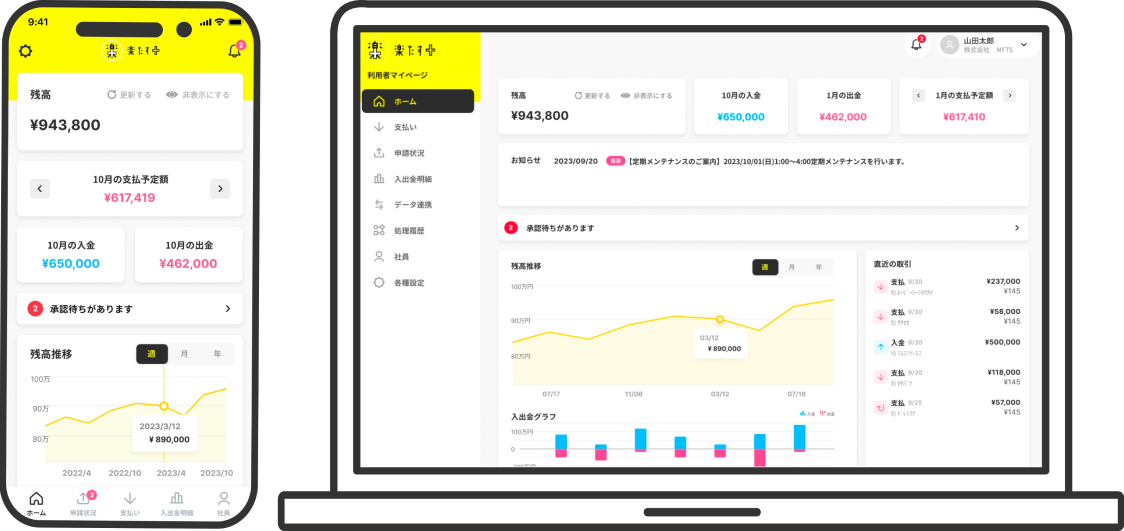 9:41
楽 楽たす
2
残高 更新する 非表示にする
¥943,800
10月の支払予定額
¥617,419
10月の入金
¥650,000
10月の出金
¥462,000
2 承認待ちがあります
残高推移 週 月 年
100万
90万
80万
2023/3/12
¥ 890,000
2022/4 2022/10 2023/4 2023/10
ホーム 申請状況 2 支払い 入出金明細 社員
楽 楽たす
利用者マイページ
ホーム
支払い
申請状況
入出金明細
データ連携
処理履歴
社員
各種設定
2
山田太郎
株式会社 MFTS
残高 更新する 非表示にする
¥943,800
10月の入金
¥650,000
1月の出金
¥462,000
1月の支払予定額
¥617,410
お知らせ 2023/09/20 【定期メンテナンスのご案内】2023/10/01(日)1:00〜4:00定期メンテナンスを行います。
2 承認待ちがあります
残高推移 週 月 年
100万円
90万円
80万円
03/12
¥ 890,000
07/17 11/06 03/12 07/16
入出金グラフ 入金 出金
100万円
0
-100万円
直近の取引
支払 9/30 ¥237,000
¥145
支払 9/30 ¥58,000
¥145
入金 9/30 ¥500,000
支払 9/30 ¥118,000
¥145
支払 9/25 ¥57,000
¥145